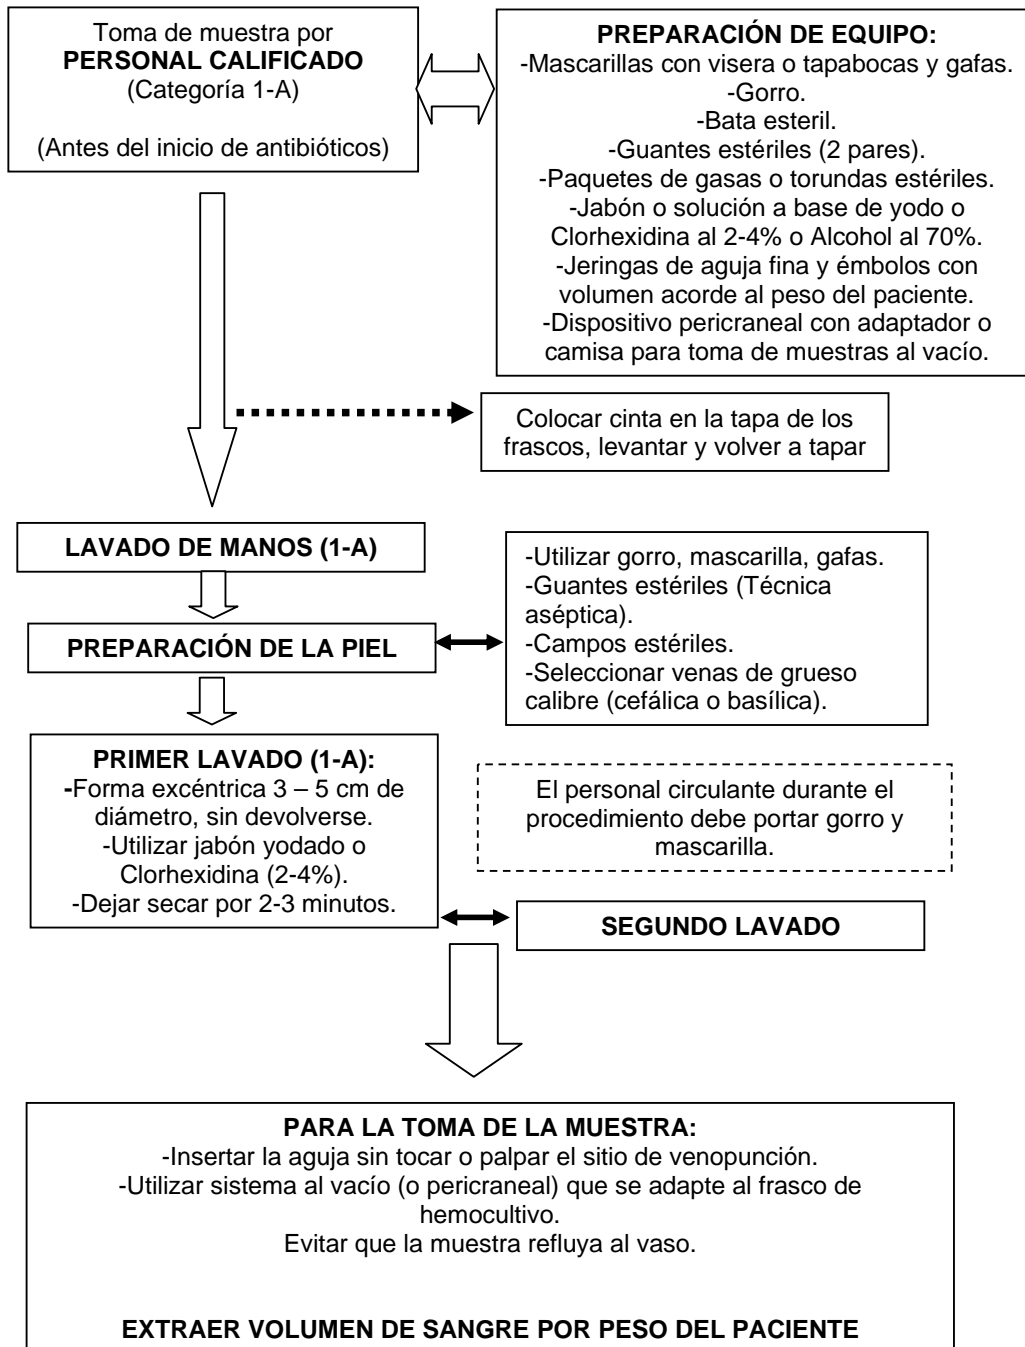 Toma de muestra por
PERSONAL CALIFICADO
(Categoría 1-A)
(Antes del inicio de antibióticos)
PREPARACIÓN DE EQUIPO:
-Mascarillas con visera o tapabocas y gafas.
-Gorro.
-Bata esteril.
-Guantes estériles (2 pares).
-Paquetes de gasas o torundas estériles.
-Jabón o solución a base de yodo o
Clorhexidina al 2-4% o Alcohol al 70%.
-Jeringas de aguja fina y émbolos con
volumen acorde al peso del paciente.
-Dispositivo pericraneal con adaptador o
camisa para toma de muestras al vacío.
Colocar cinta en la tapa de los
frascos, levantar y volver a tapar
LAVADO DE MANOS (1-A)
PREPARACIÓN DE LA PIEL
-Utilizar gorro, mascarilla, gafas.
-Guantes estériles (Técnica
aséptica).
-Campos estériles.
-Seleccionar venas de grueso
calibre (cefálica o basílica).
PRIMER LAVADO (1-A):
-Forma excéntrica 3 – 5 cm de
diámetro, sin devolverse.
-Utilizar jabón yodado o
Clorhexidina (2-4%).
-Dejar secar por 2-3 minutos.
El personal circulante durante el
procedimiento debe portar gorro y
mascarilla.
SEGUNDO LAVADO
PARA LA TOMA DE LA MUESTRA:
-Insertar la aguja sin tocar o palpar el sitio de venopunción.
-Utilizar sistema al vacío (o pericraneal) que se adapte al frasco de
hemocultivo.
Evitar que la muestra refluya al vaso.
EXTRAER VOLUMEN DE SANGRE POR PESO DEL PACIENTE